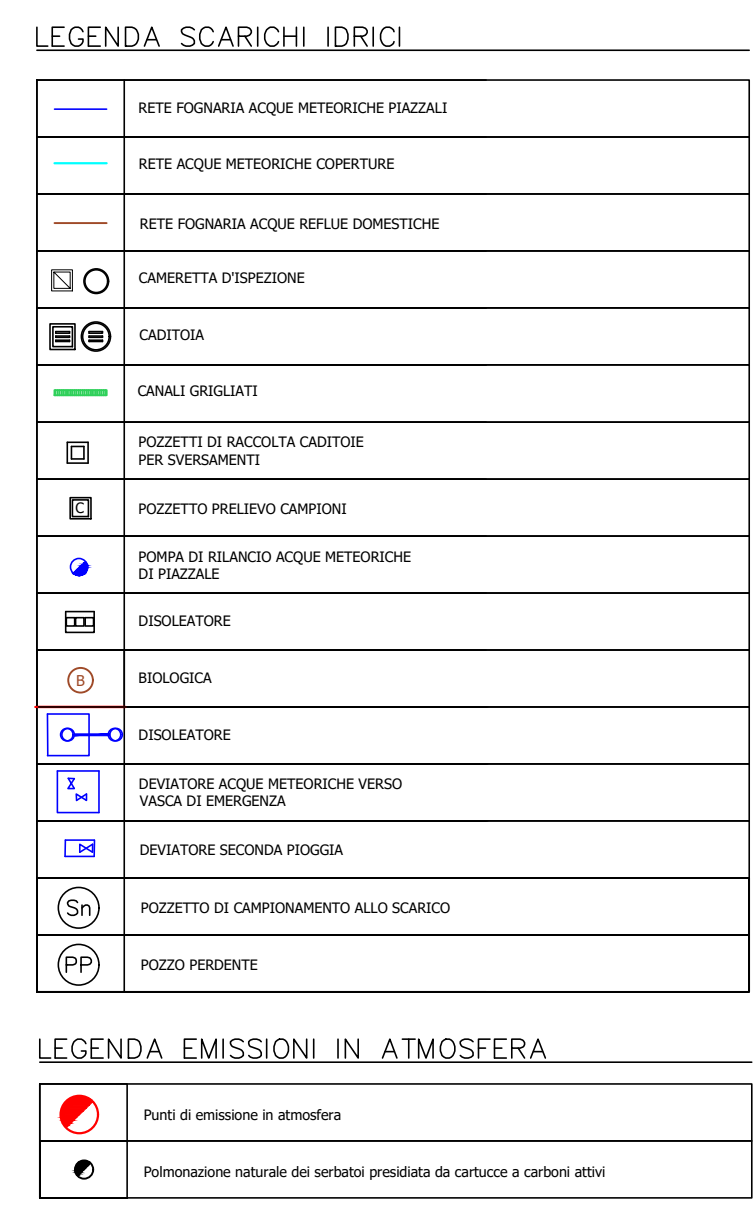 LEGENDA SCARICHI IDRICI
RETE FOGNARIA ACQUE METEORICHE PIAZZALI
RETE ACQUE METEORICHE COPERTURE
RETE FOGNARIA ACQUE REFLUE DOMESTICHE
CAMERETTA D'ISPEZIONE
CADITOIA
CANALI GRIGLIATI
POZZETTI DI RACCOLTA CADITOIE
PER SVERSAMENTI
C POZZETTO PRELIEVO CAMPIONI
POMPA DI RILANCIO ACQUE METEORICHE
DI PIAZZALE
DISOLEATORE
B BIOLOGICA
DISOLEATORE
DEVIATORE ACQUE METEORICHE VERSO
VASCA DI EMERGENZA
DEVIATORE SECONDA PIOGGIA
Sn POZZETTO DI CAMPIONAMENTO ALLO SCARICO
PP POZZO PERDENTE
LEGENDA EMISSIONI IN ATMOSFERA
Punti di emissione in atmosfera
Polmonazione naturale dei serbatoi presidiata da cartucce a carboni attivi